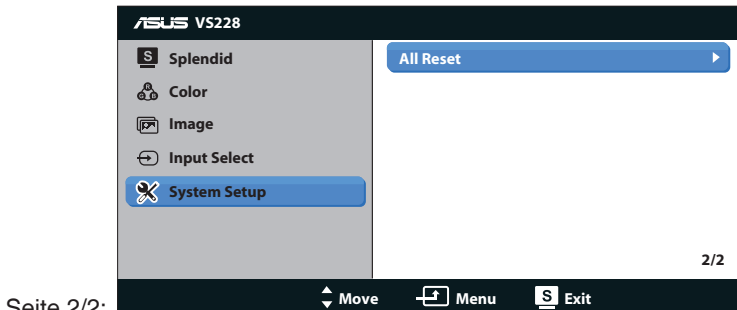 ASUS VS228
S Splendid
Color
Image
Input Select
System Setup
All Reset
2/2
Move Menu S Exit
Seite 2/2: